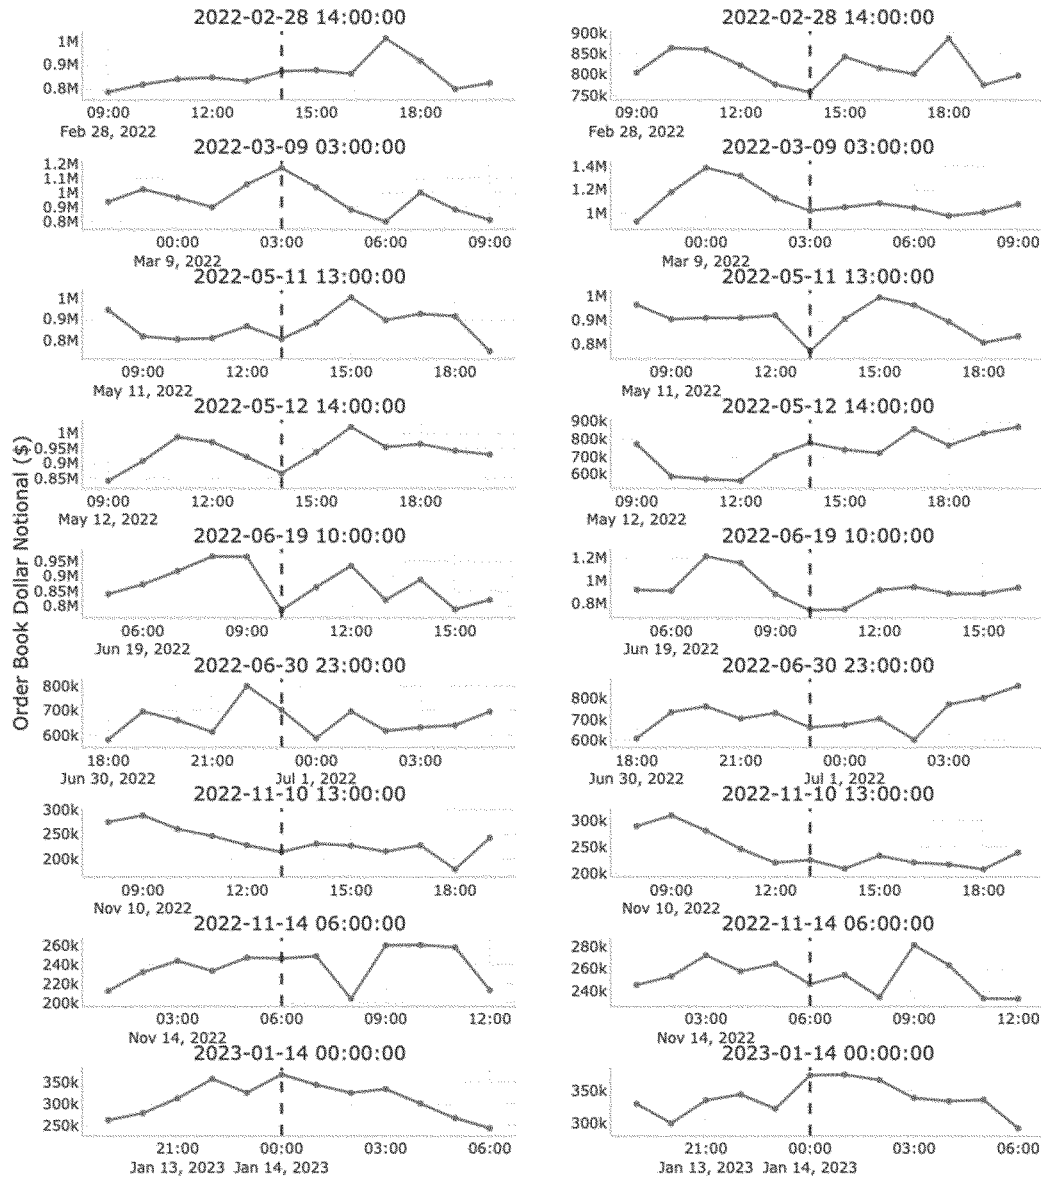 Order Book Dollar Notional ($)
2022-02-28 14:00:00
1M
0.9M
0.8M
09:00 12:00 15:00 18:00
Feb 28, 2022
2022-02-28 14:00:00
900k
850k
800k
750k
09:00 12:00 15:00 18:00
Feb 28, 2022
2022-03-09 03:00:00
1.2M
1.1M
1M
0.9M
0.8M
00:00 03:00 06:00 09:00
Mar 9, 2022
2022-03-09 03:00:00
1.4M
1.2M
1M
00:00 03:00 06:00 09:00
Mar 9, 2022
2022-05-11 13:00:00
1M
0.9M
0.8M
09:00 12:00 15:00 18:00
May 11, 2022
2022-05-11 13:00:00
1M
0.9M
0.8M
09:00 12:00 15:00 18:00
May 11, 2022
2022-05-12 14:00:00
1M
0.95M
0.9M
0.85M
09:00 12:00 15:00 18:00
May 12, 2022
2022-05-12 14:00:00
900k
800k
700k
600k
09:00 12:00 15:00 18:00
May 12, 2022
2022-06-19 10:00:00
0.95M
0.9M
0.85M
0.8M
06:00 09:00 12:00 15:00
Jun 19, 2022
2022-06-19 10:00:00
1.2M
1M
0.8M
06:00 09:00 12:00 15:00
Jun 19, 2022
2022-06-30 23:00:00
800k
700k
600k
18:00 21:00 00:00 03:00
Jun 30, 2022 Jul 1, 2022
2022-06-30 23:00:00
800k
700k
600k
18:00 21:00 00:00 03:00
Jun 30, 2022 Jul 1, 2022
2022-11-10 13:00:00
300k
250k
200k
09:00 12:00 15:00 18:00
Nov 10, 2022
2022-11-10 13:00:00
300k
250k
200k
09:00 12:00 15:00 18:00
Nov 10, 2022
2022-11-14 06:00:00
260k
240k
220k
200k
03:00 06:00 09:00 12:00
Nov 14, 2022
2022-11-14 06:00:00
280k
260k
240k
03:00 06:00 09:00 12:00
Nov 14, 2022
2023-01-14 00:00:00
350k
300k
250k
21:00 00:00 03:00 06:00
Jan 13, 2023 Jan 14, 2023
2023-01-14 00:00:00
350k
300k
21:00 00:00 03:00 06:00
Jan 13, 2023 Jan 14, 2023